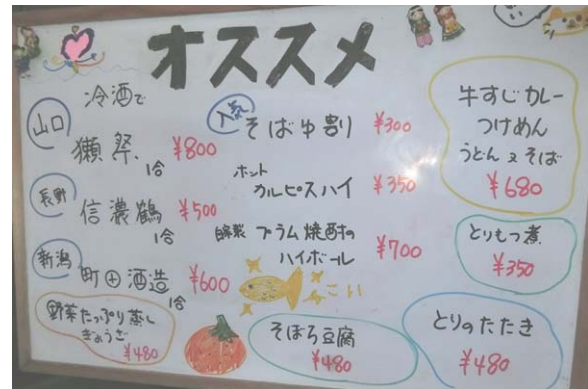 オススメ
山口
冷酒で
獺祭
1合
¥800
長野
信濃鶴
1合
¥500
新潟
町田酒造
1合
¥600
人気
そばゆ割り
¥300
ホット
カルピスハイ
¥350
自家製 プラム焼酎の
ハイボール
¥700
牛すじカレー
つけめん
うどん又そば
¥680
とりもつ煮
¥350
野菜たっぷり蒸し
ぎょうざ
¥480
そぼろ豆腐
¥480
とりのたたき
¥480